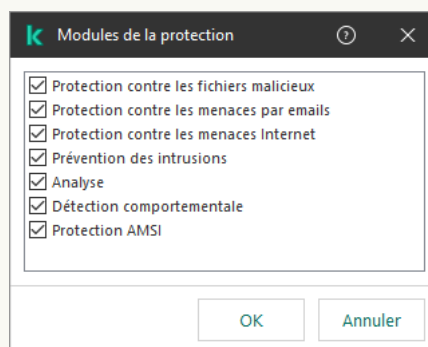 Modules de la protection
Protection contre les fichiers malicieux
Protection contre les menaces par emails
Protection contre les menaces Internet
Prévention des intrusions
Analyse
Détection comportementale
Protection AMSI
OK
Annuler